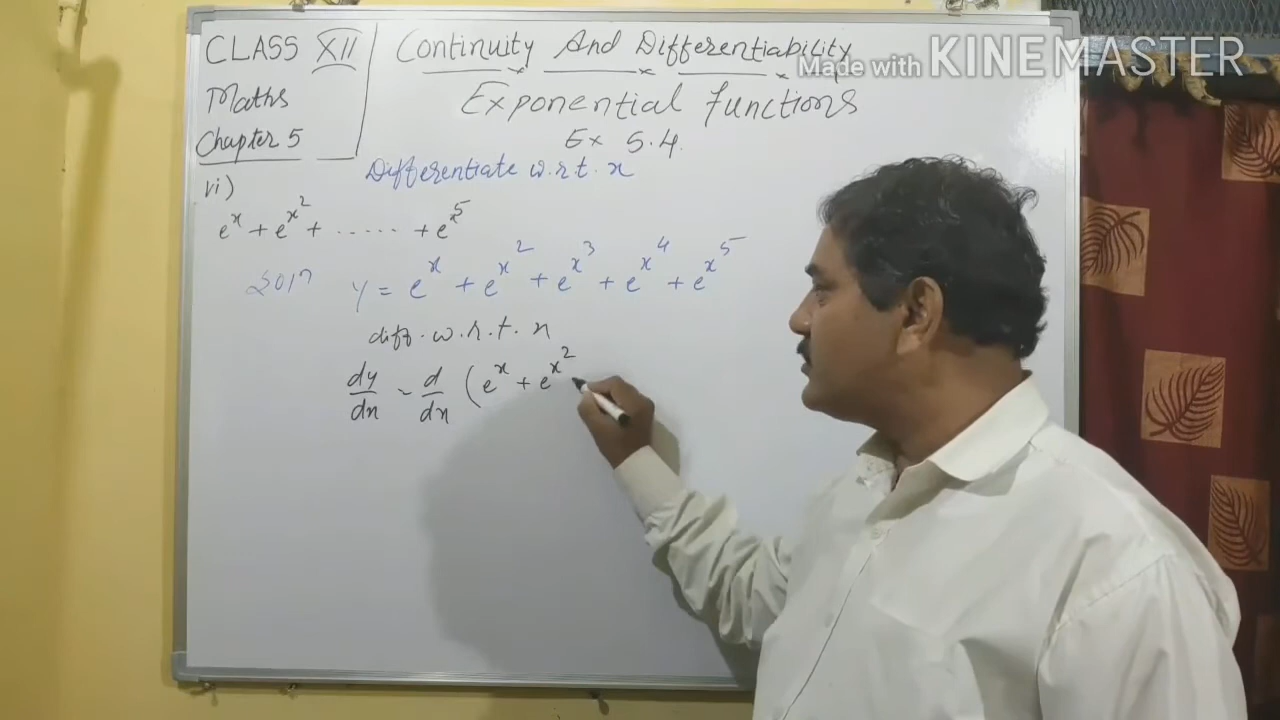 CLASS XII
Maths
Chapter 5
Continuity And Differentiability
Made with KINEMASTER
Exponential functions
Ex 5.4.
Differentiate w.r.t. x
vi)
e^x + e^x^2 + ...... + e^x^5
2017 y = e^x + e^x^2 + e^x^3 + e^x^4 + e^x^5
diff. w.r.t. x
dy/dx = d/dx (e^x + e^x^2